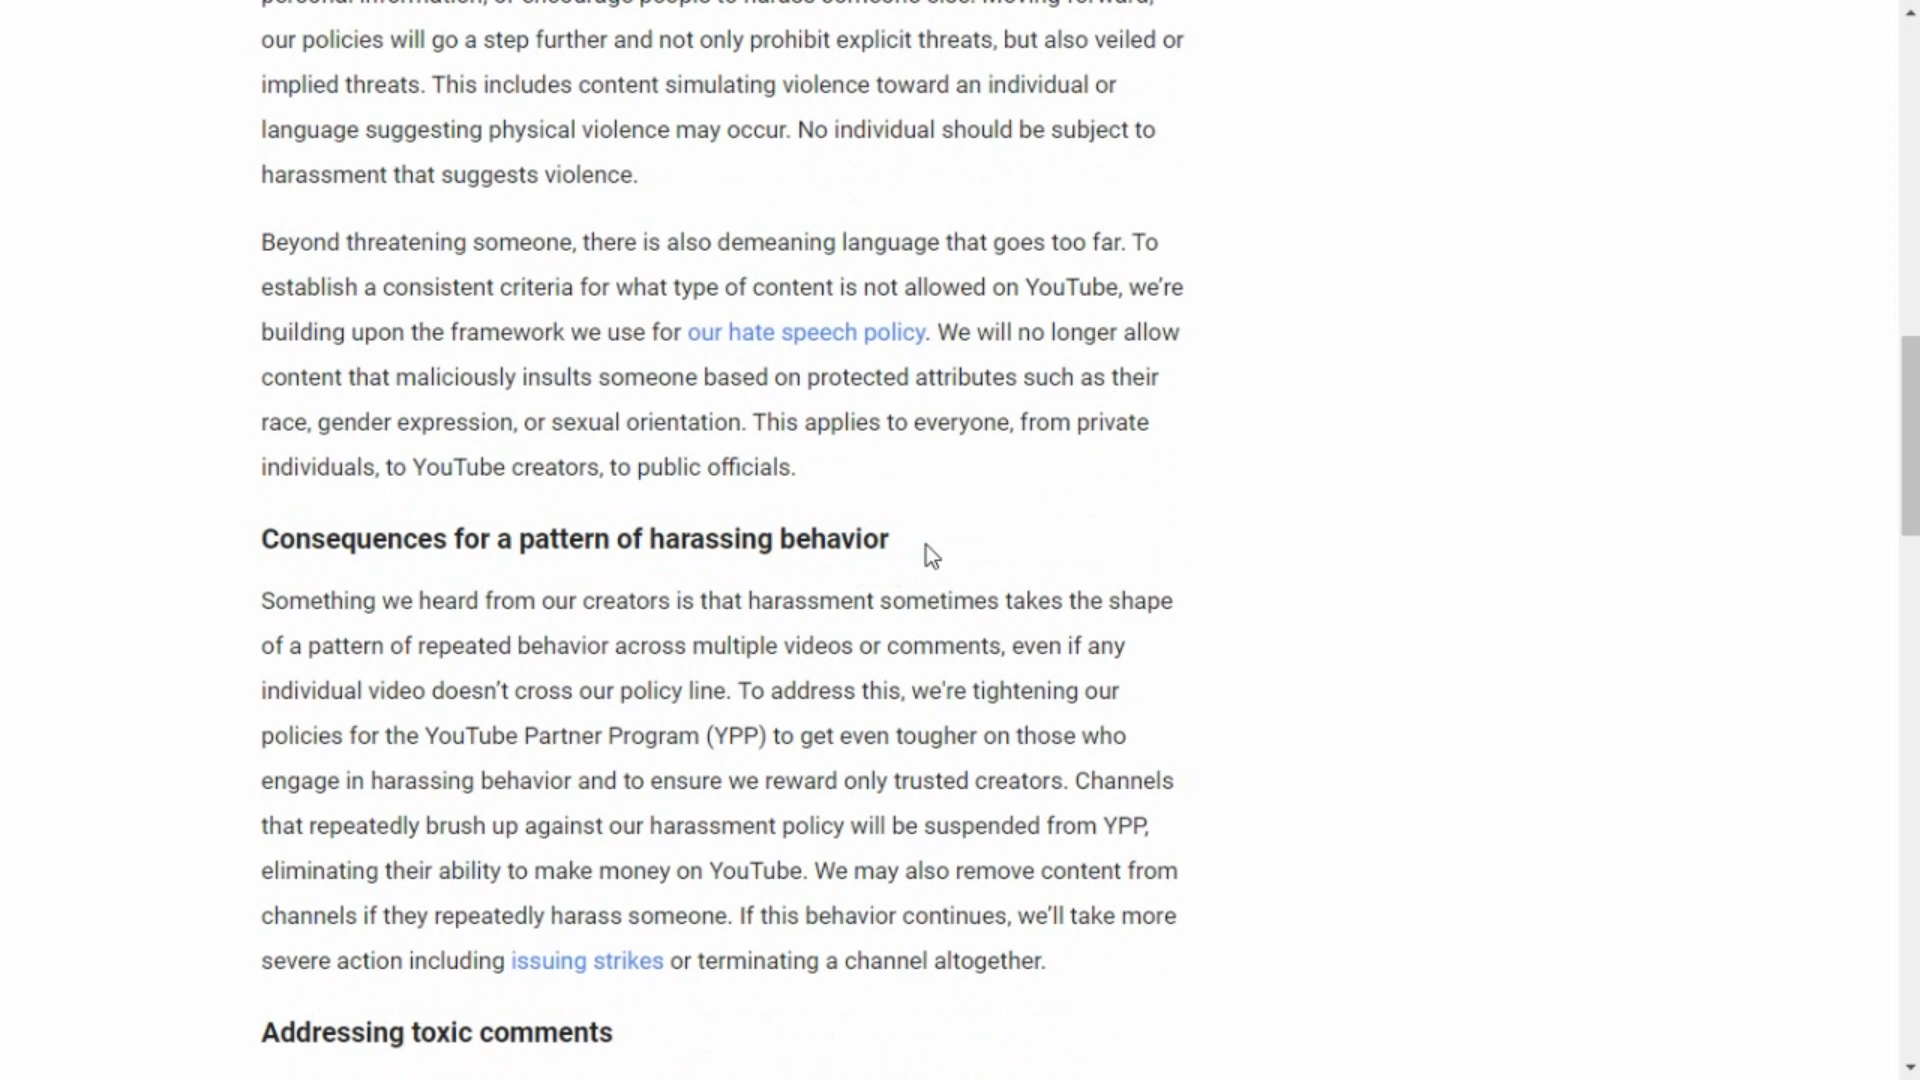 our policies will go a step further and not only prohibit explicit threats, but also veiled or
implied threats. This includes content simulating violence toward an individual or
language suggesting physical violence may occur. No individual should be subject to
harassment that suggests violence.
Beyond threatening someone, there is also demeaning language that goes too far. To
establish a consistent criteria for what type of content is not allowed on YouTube, we’re
building upon the framework we use for our hate speech policy. We will no longer allow
content that maliciously insults someone based on protected attributes such as their
race, gender expression, or sexual orientation. This applies to everyone, from private
individuals, to YouTube creators, to public officials.
Consequences for a pattern of harassing behavior
Something we heard from our creators is that harassment sometimes takes the shape
of a pattern of repeated behavior across multiple videos or comments, even if any
individual video doesn’t cross our policy line. To address this, we're tightening our
policies for the YouTube Partner Program (YPP) to get even tougher on those who
engage in harassing behavior and to ensure we reward only trusted creators. Channels
that repeatedly brush up against our harassment policy will be suspended from YPP,
eliminating their ability to make money on YouTube. We may also remove content from
channels if they repeatedly harass someone. If this behavior continues, we’ll take more
severe action including issuing strikes or terminating a channel altogether.
Addressing toxic comments